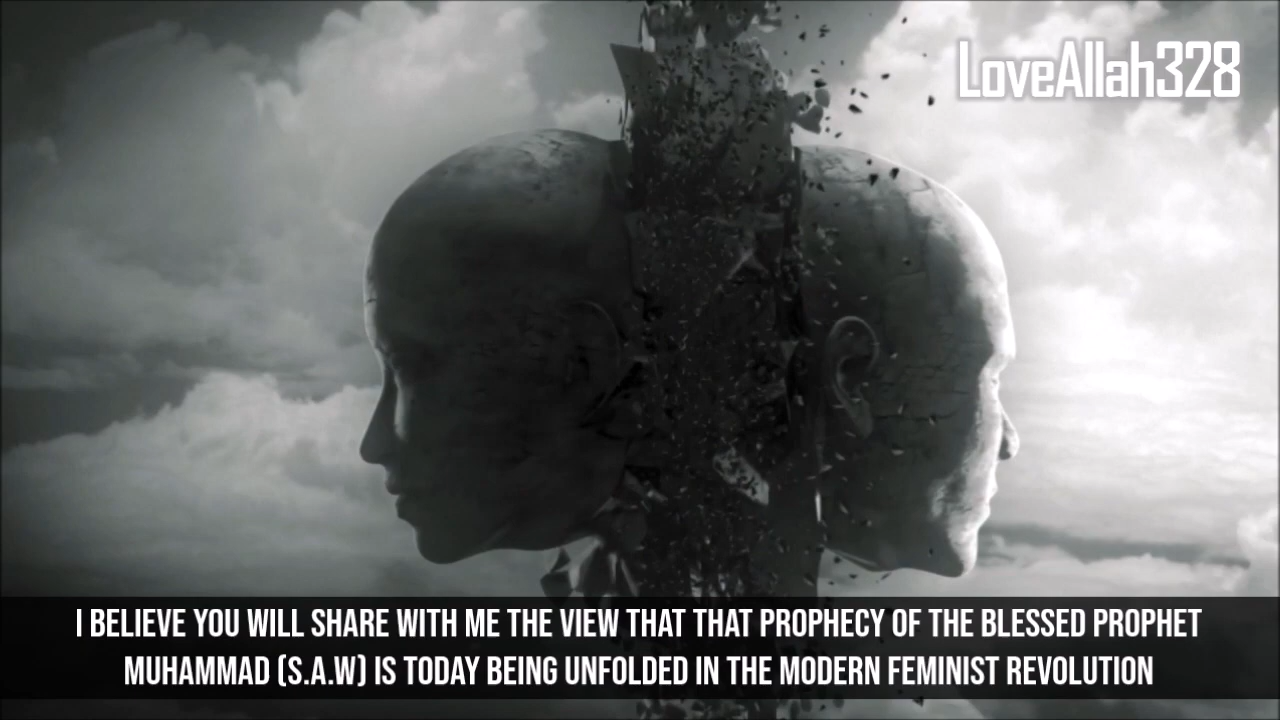 LoveAllah328
I BELIEVE YOU WILL SHARE WITH ME THE VIEW THAT THAT PROPHECY OF THE BLESSED PROPHET
MUHAMMAD (S.A.W) IS TODAY BEING UNFOLDED IN THE MODERN FEMINIST REVOLUTION